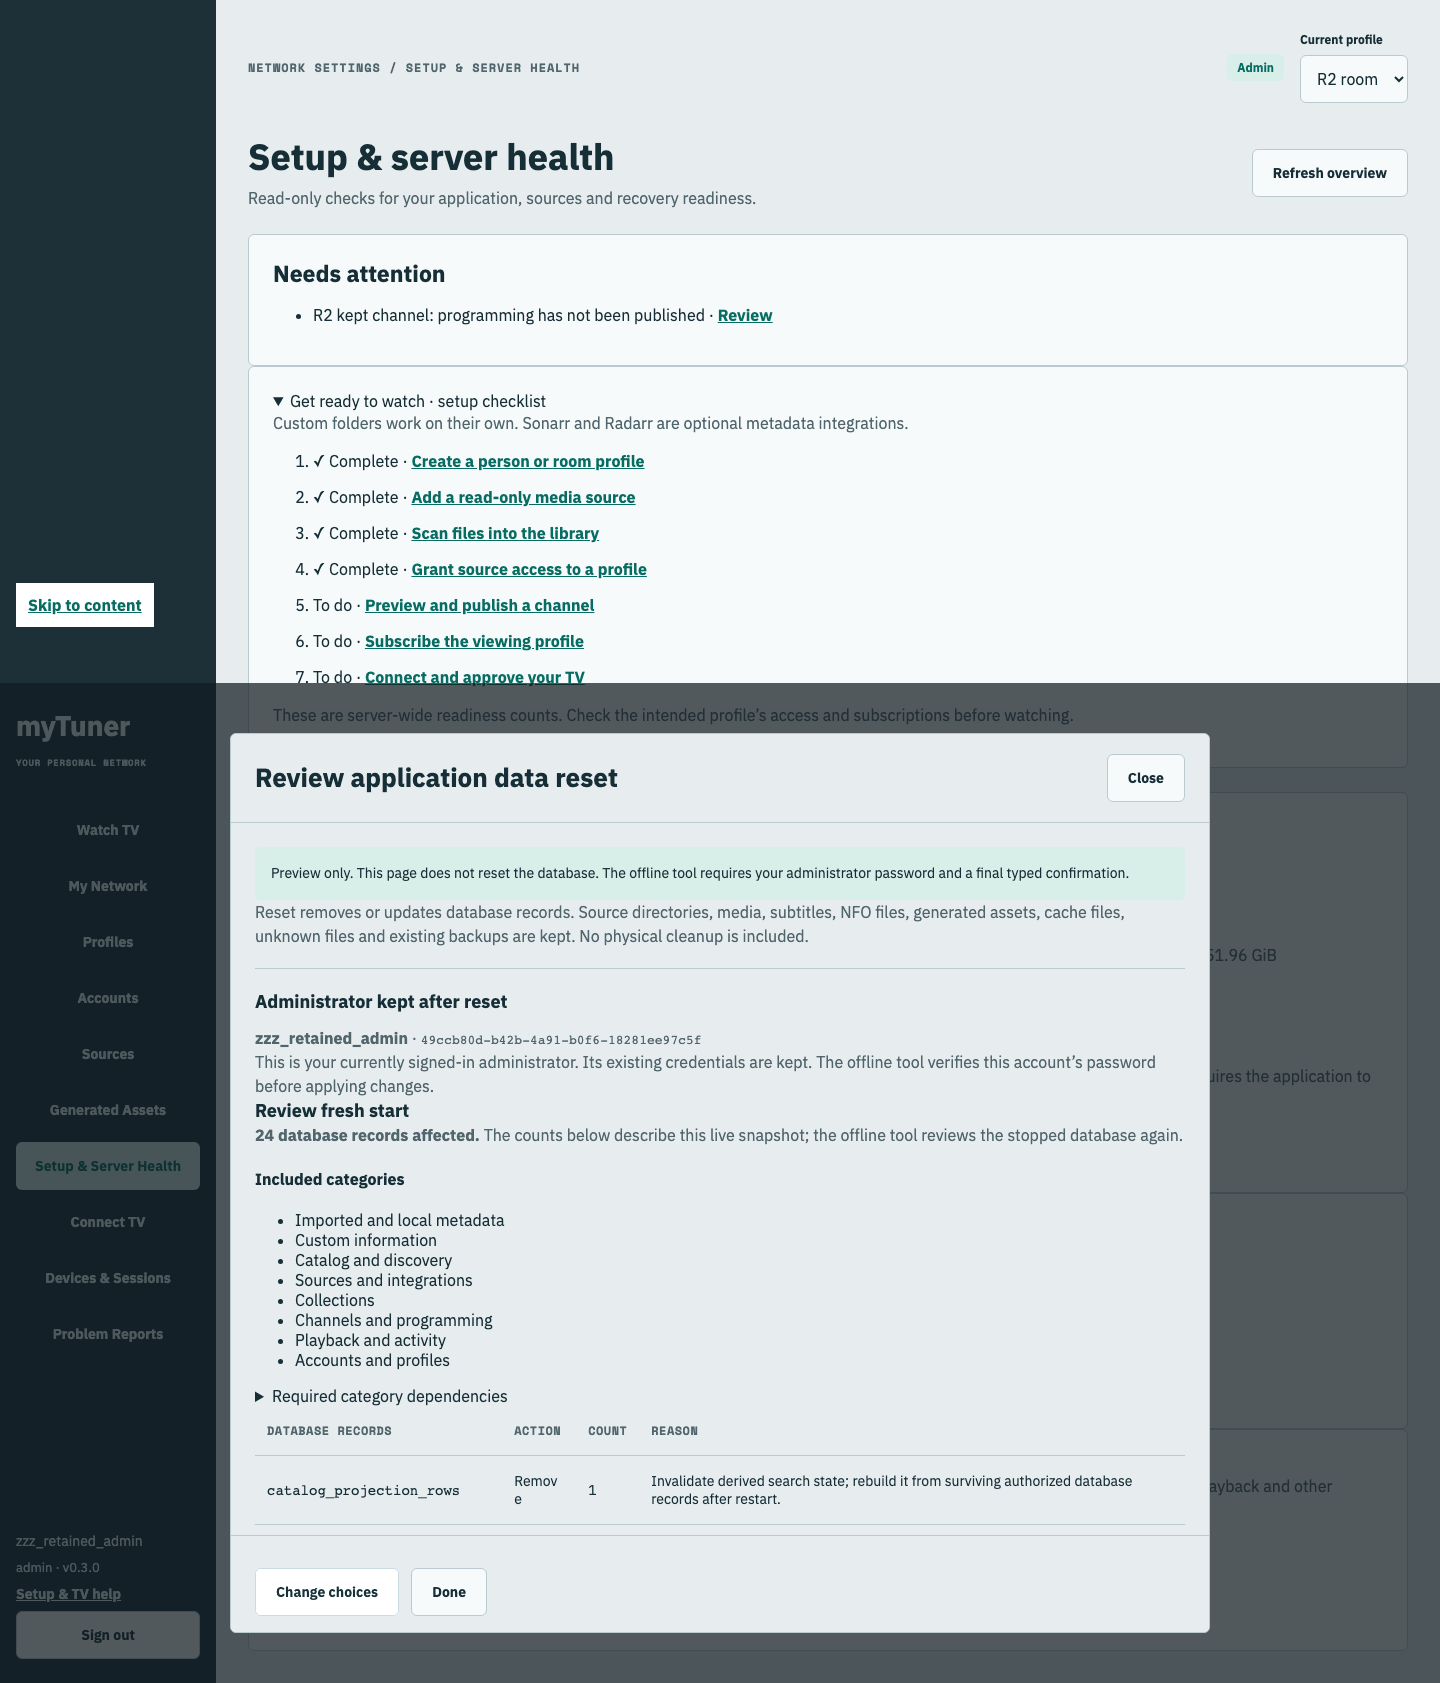 NETWORK SETTINGS / SETUP & SERVER HEALTH
Admin
Current profile
R2 room
Setup & server health
Read-only checks for your application, sources and recovery readiness.
Refresh overview
Needs attention
• R2 kept channel: programming has not been published · Review
▼ Get ready to watch · setup checklist
Custom folders work on their own. Sonarr and Radarr are optional metadata integrations.
1. ✓ Complete · Create a person or room profile
2. ✓ Complete · Add a read-only media source
3. ✓ Complete · Scan files into the library
4. ✓ Complete · Grant source access to a profile
5. To do · Preview and publish a channel
6. To do · Subscribe the viewing profile
7. To do · Connect and approve your TV
These are server-wide readiness counts. Check the intended profile’s access and subscriptions before watching.
Skip to content
myTuner
YOUR PERSONAL NETWORK
Watch TV
My Network
Profiles
Accounts
Sources
Generated Assets
Setup & Server Health
Connect TV
Devices & Sessions
Problem Reports
zzz_retained_admin
admin · v0.3.0
Setup & TV help
Sign out
Review application data reset
Close
Preview only. This page does not reset the database. The offline tool requires your administrator password and a final typed confirmation.
Reset removes or updates database records. Source directories, media, subtitles, NFO files, generated assets, cache files,
unknown files and existing backups are kept. No physical cleanup is included.
Administrator kept after reset
zzz_retained_admin · 49ccb80d-b42b-4a91-b0f6-18281ee97c5f
This is your currently signed-in administrator. Its existing credentials are kept. The offline tool verifies this account’s password
before applying changes.
Review fresh start
24 database records affected. The counts below describe this live snapshot; the offline tool reviews the stopped database again.
Included categories
• Imported and local metadata
• Custom information
• Catalog and discovery
• Sources and integrations
• Collections
• Channels and programming
• Playback and activity
• Accounts and profiles
▶ Required category dependencies
DATABASE RECORDS ACTION COUNT REASON
catalog_projection_rows
Remov
e
1
Invalidate derived search state; rebuild it from surviving authorized database
records after restart.
Change choices
Done
51.96 GiB
the application to
and other